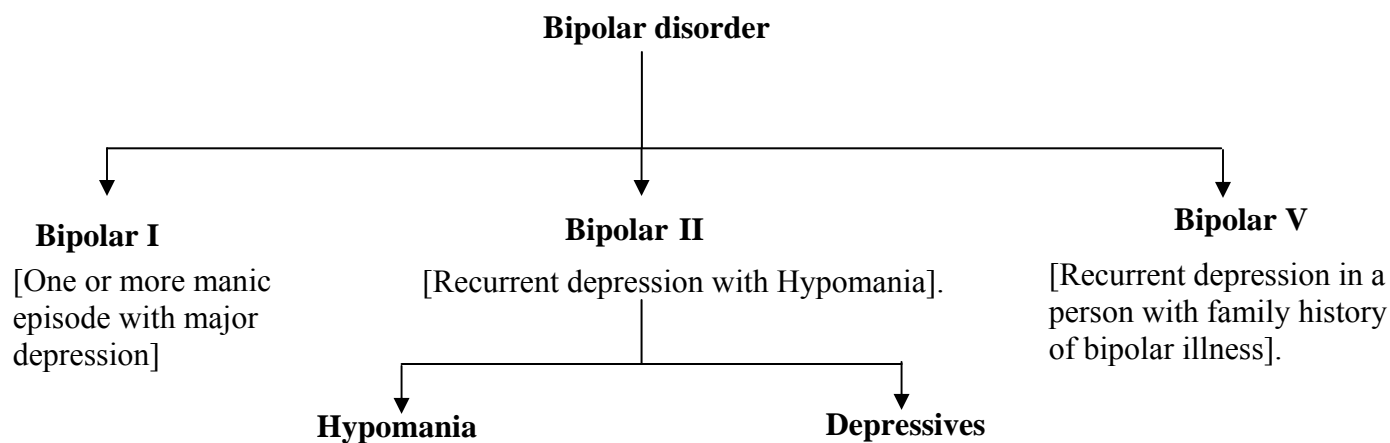 Bipolar disorder
Bipolar I
[One or more manic
episode with major
depression]
Bipolar II
[Recurrent depression with Hypomania].
Bipolar V
[Recurrent depression in a
person with family history
of bipolar illness].
Hypomania
Depressives